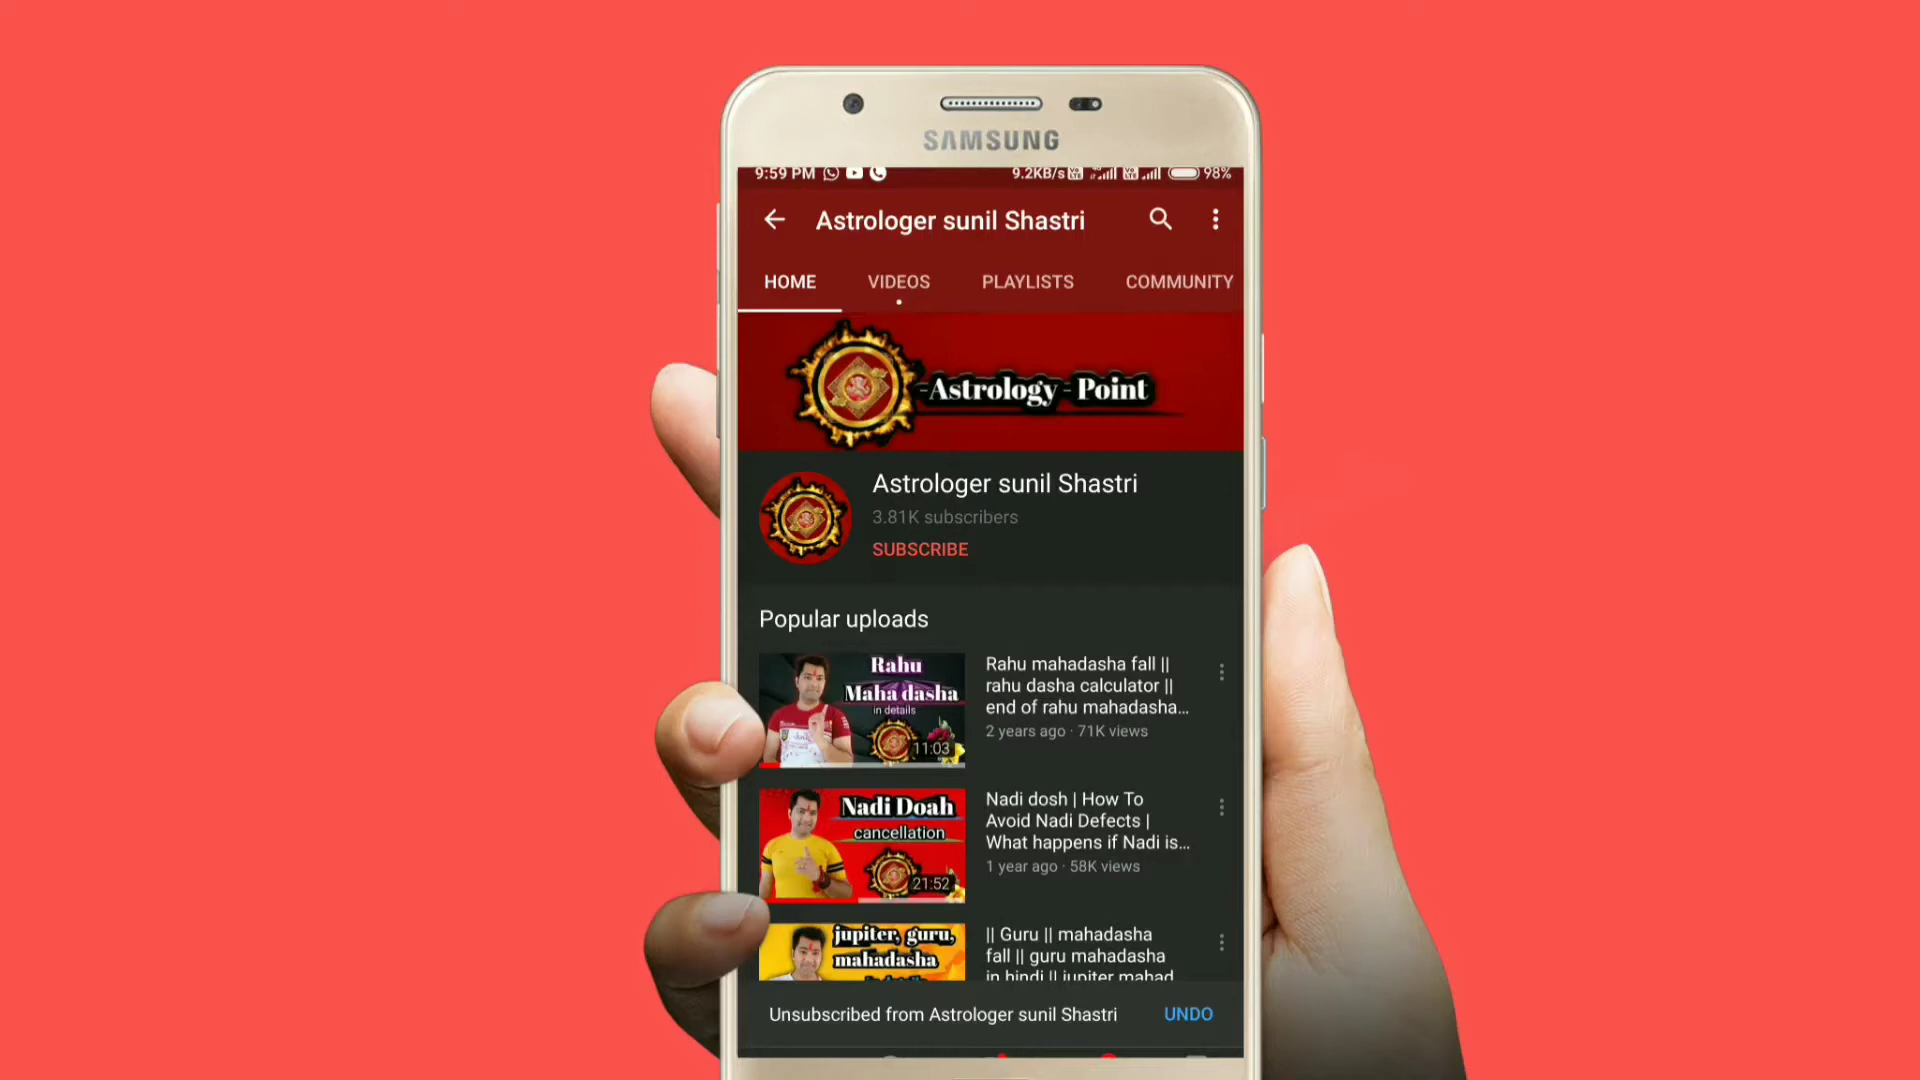 SAMSUNG
9:59 PM 9.2KB/s 98%
Astrologer sunil Shastri
HOME VIDEOS PLAYLISTS COMMUNITY
-Astrology - Point
Astrologer sunil Shastri
3.81K subscribers
SUBSCRIBE
Popular uploads
Rahu
Maha dasha
in details
11:03
Rahu mahadasha fall ||
rahu dasha calculator ||
end of rahu mahadasha...
2 years ago · 71K views
Nadi Doah
cancellation
21:52
Nadi dosh | How To
Avoid Nadi Defects |
What happens if Nadi is...
1 year ago · 58K views
jupiter, guru,
mahadasha
|| Guru || mahadasha
fall || guru mahadasha
in hindi || jupiter mahad
Unsubscribed from Astrologer sunil Shastri UNDO